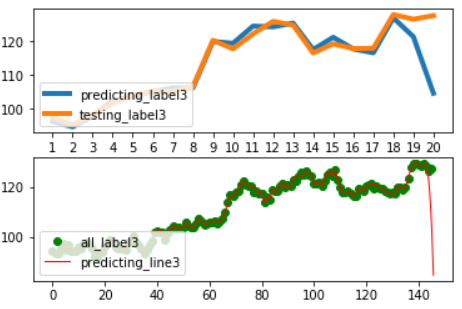 120
110
100
predicting_label3
testing_label3
1 2 3 4 5 6 7 8 9 10 11 12 13 14 15 16 17 18 19 20
120
100
all_label3
predicting_line3
0 20 40 60 80 100 120 140